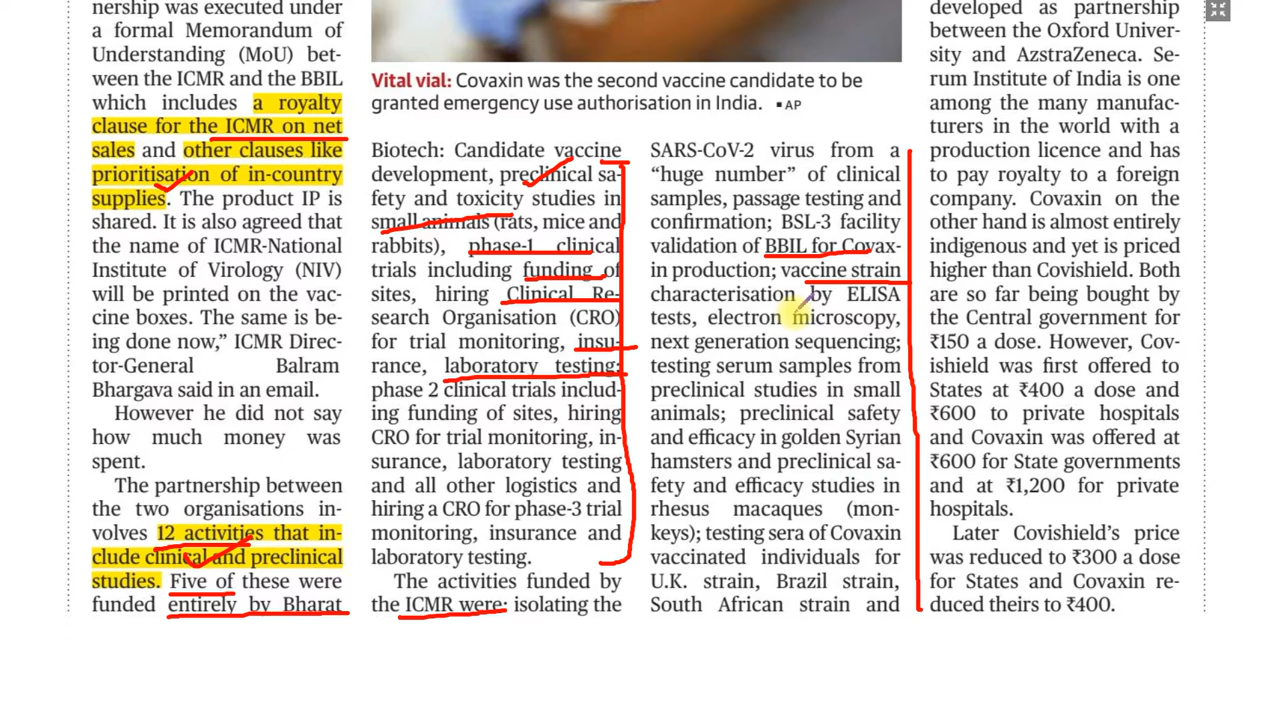 nership was executed under
a formal Memorandum of
Understanding (MoU) bet-
ween the ICMR and the BBIL
which includes a royalty
clause for the ICMR on net
sales and other clauses like
prioritisation of in-country
supplies. The product IP is
shared. It is also agreed that
the name of ICMR-National
Institute of Virology (NIV)
will be printed on the vac-
cine boxes. The same is be-
ing done now,” ICMR Direc-
tor-General Balram
Bhargava said in an email.
However he did not say
how much money was
spent.
The partnership between
the two organisations in-
volves 12 activities that in-
clude clinical and preclinical
studies. Five of these were
funded entirely by Bharat
Vital vial: Covaxin was the second vaccine candidate to be
granted emergency use authorisation in India. ▪ AP
Biotech: Candidate vaccine
development, preclinical sa-
fety and toxicity studies in
small animals (rats, mice and
rabbits), phase-1 clinical
trials including funding of
sites, hiring Clinical Re-
search Organisation (CRO)
for trial monitoring, insu-
rance, laboratory testing;
phase 2 clinical trials includ-
ing funding of sites, hiring
CRO for trial monitoring, in-
surance, laboratory testing
and all other logistics and
hiring a CRO for phase-3 trial
monitoring, insurance and
laboratory testing.
The activities funded by
the ICMR were: isolating the
SARS-CoV-2 virus from a
“huge number” of clinical
samples, passage testing and
confirmation; BSL-3 facility
validation of BBIL for Covax-
in production; vaccine strain
characterisation by ELISA
tests, electron microscopy,
next generation sequencing;
testing serum samples from
preclinical studies in small
animals; preclinical safety
and efficacy in golden Syrian
hamsters and preclinical sa-
fety and efficacy studies in
rhesus macaques (mon-
keys); testing sera of Covaxin
vaccinated individuals for
U.K. strain, Brazil strain,
South African strain and
developed as partnership
between the Oxford Univer-
sity and AzstraZeneca. Se-
rum Institute of India is one
among the many manufac-
turers in the world with a
production licence and has
to pay royalty to a foreign
company. Covaxin on the
other hand is almost entirely
indigenous and yet is priced
higher than Covishield. Both
are so far being bought by
the Central government for
₹150 a dose. However, Cov-
ishield was first offered to
States at ₹400 a dose and
₹600 to private hospitals
and Covaxin was offered at
₹600 for State governments
and at ₹1,200 for private
hospitals.
Later Covishield’s price
was reduced to ₹300 a dose
for States and Covaxin re-
duced theirs to ₹400.